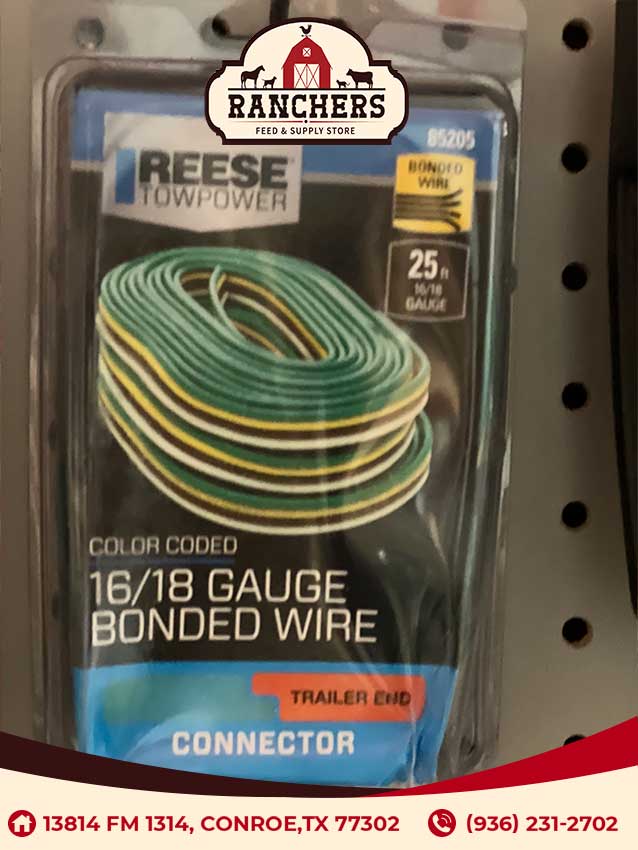 RANCHERS
FEED & SUPPLY STORE
85205
REESE
TOWPOWER
BONDED
WIRE
25 ft
16/18
GAUGE
COLOR CODED
16/18 GAUGE
BONDED WIRE
TRAILER END
CONNECTOR
13814 FM 1314, CONROE,TX 77302
(936) 231-2702